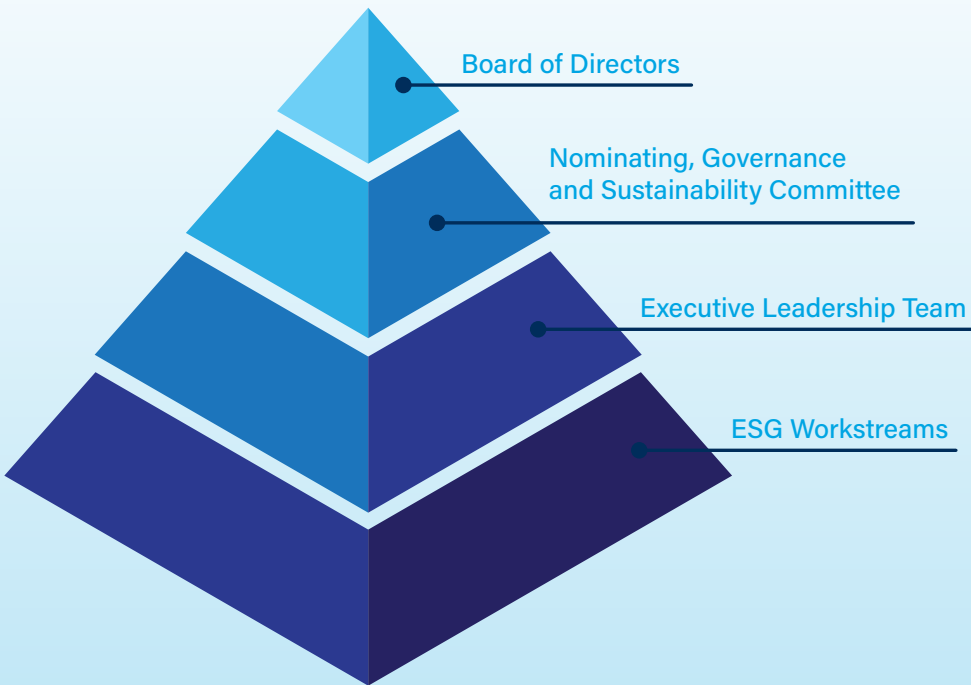 Board of Directors
Nominating, Governance
and Sustainability Committee
Executive Leadership Team
ESG Workstreams